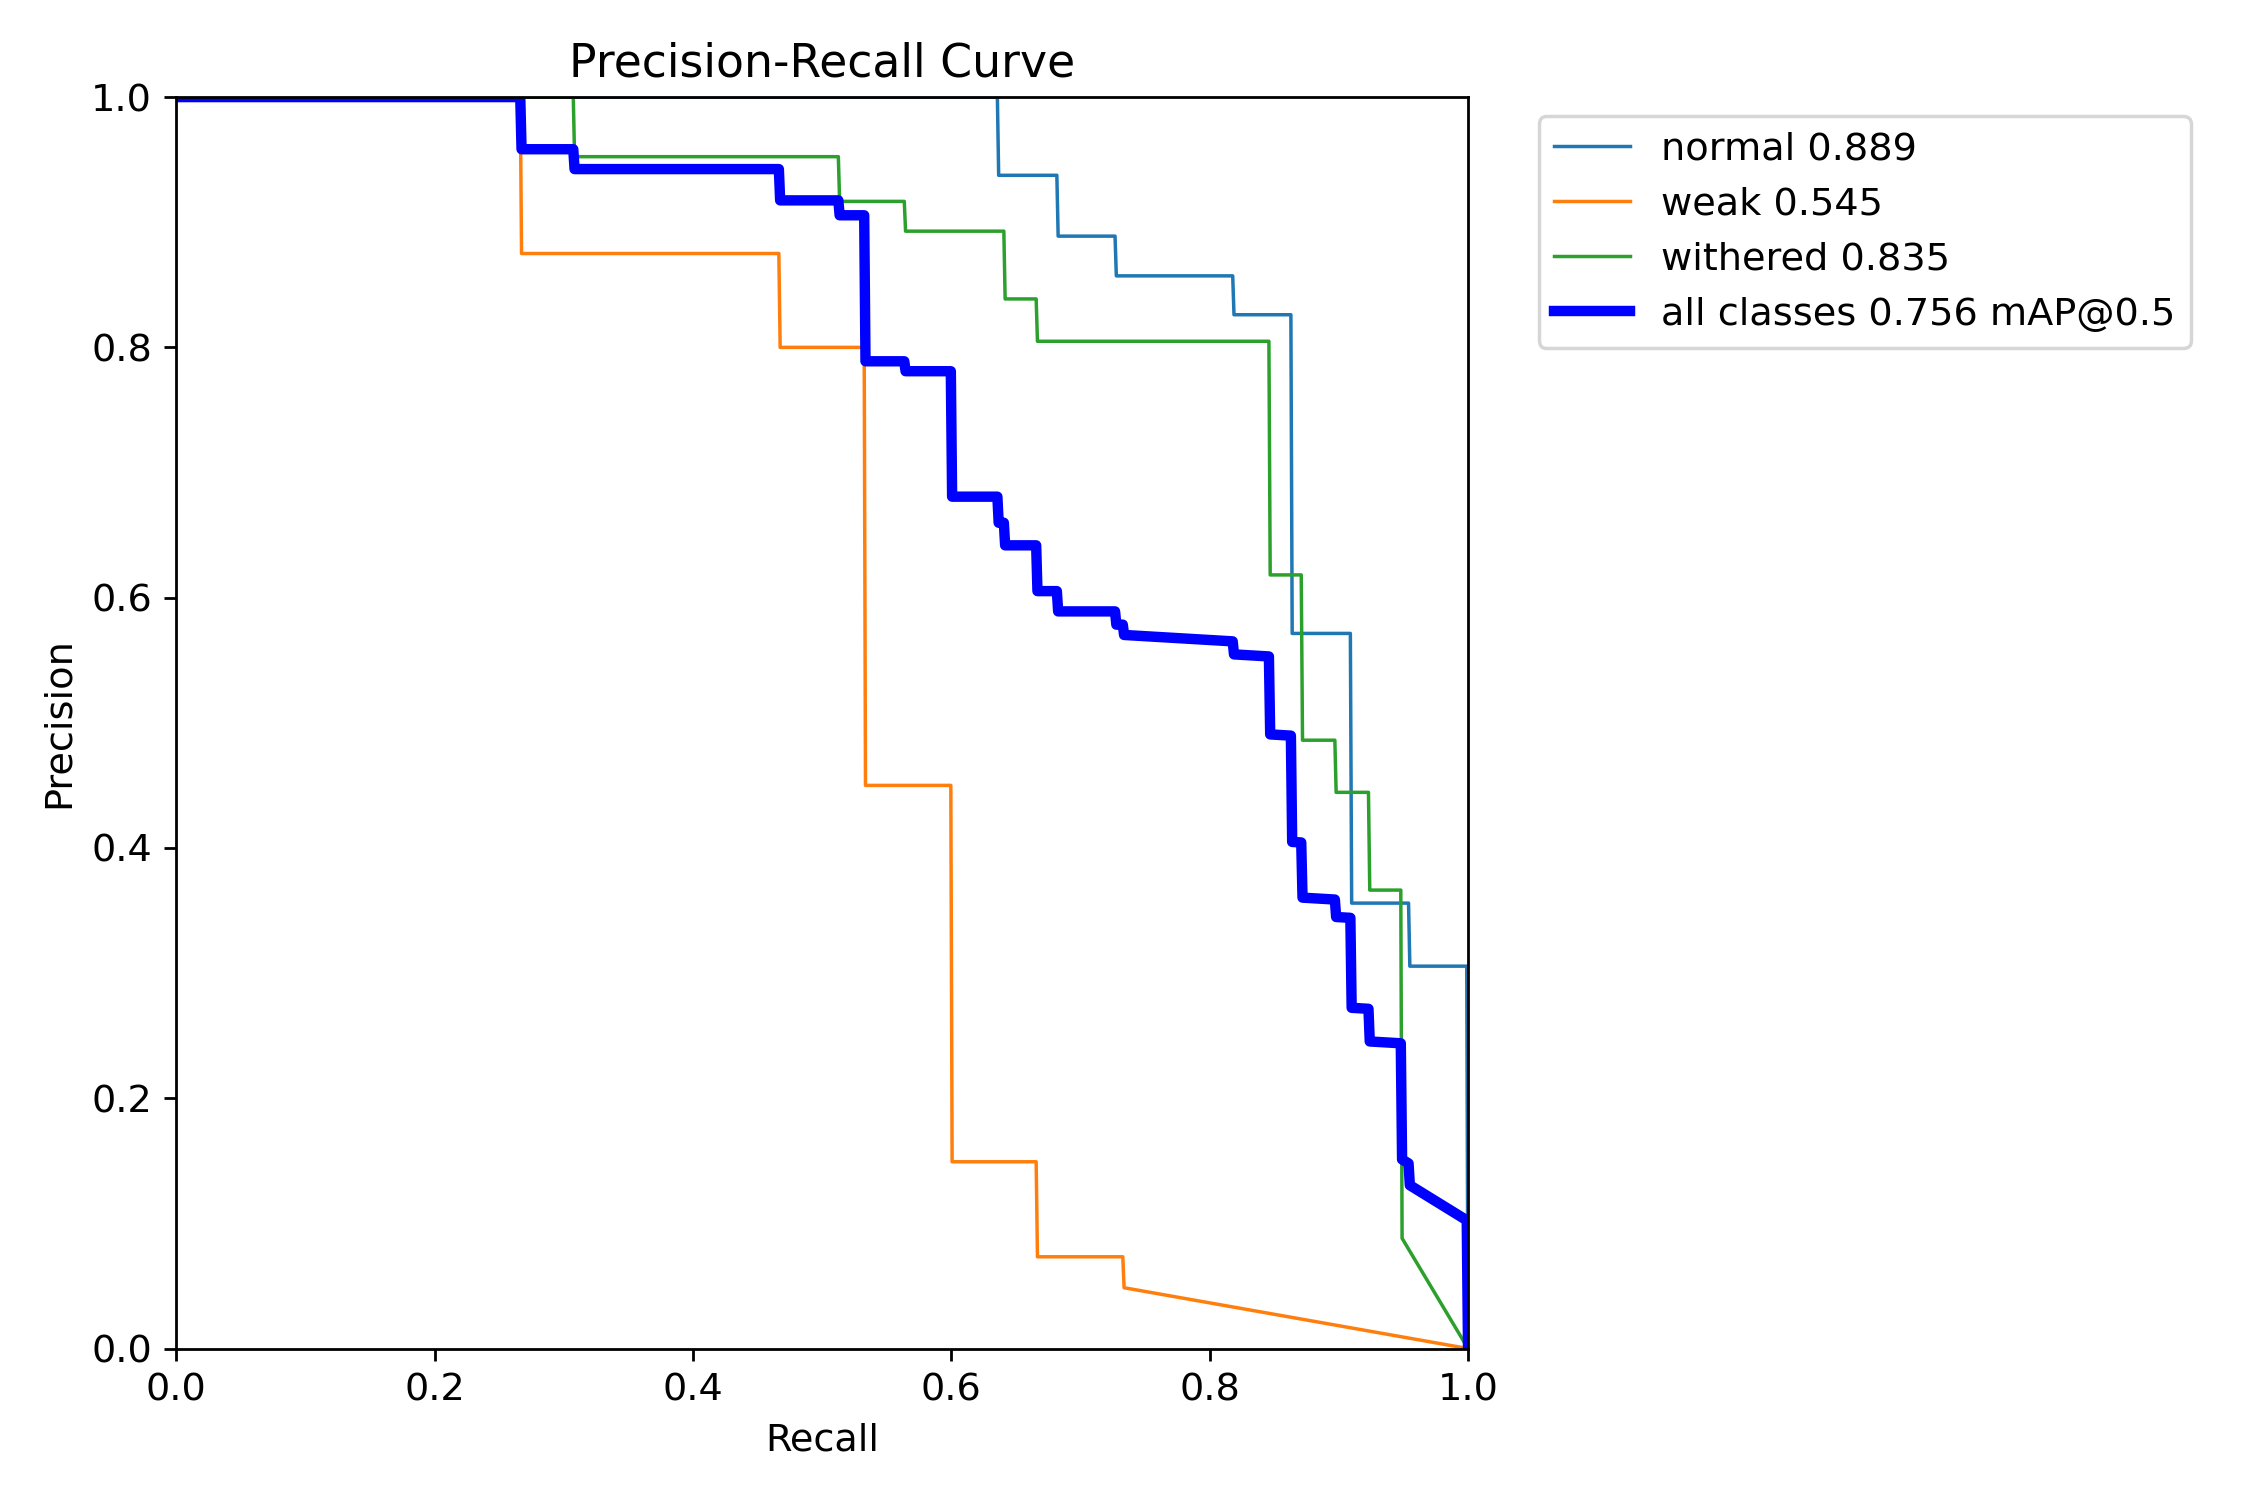 Precision-Recall Curve
1.0
0.8
0.6
0.4
0.2
0.0
Precision
0.0 0.2 0.4 0.6 0.8 1.0
Recall
normal 0.889
weak 0.545
withered 0.835
all classes 0.756 mAP@0.5